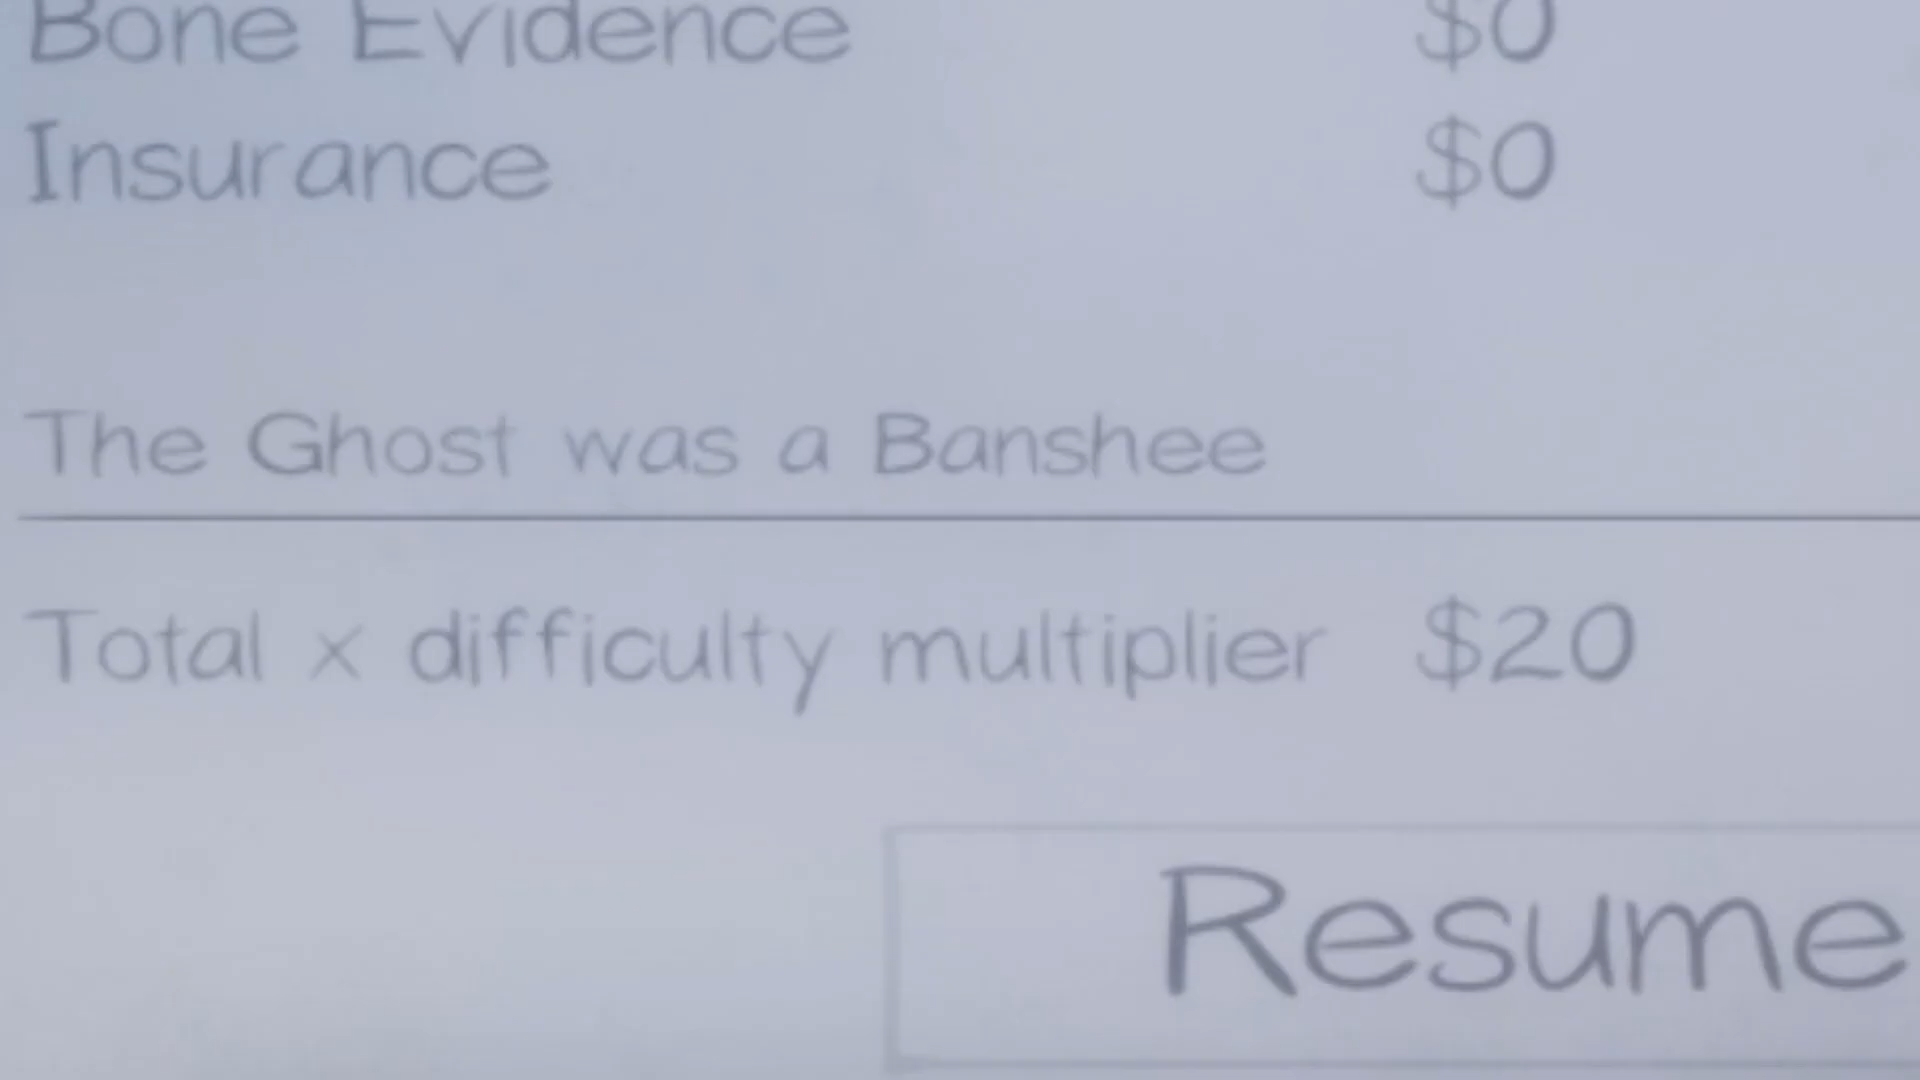 Bone Evidence $0
Insurance $0
The Ghost was a Banshee
Total x difficulty multiplier $20
Resume